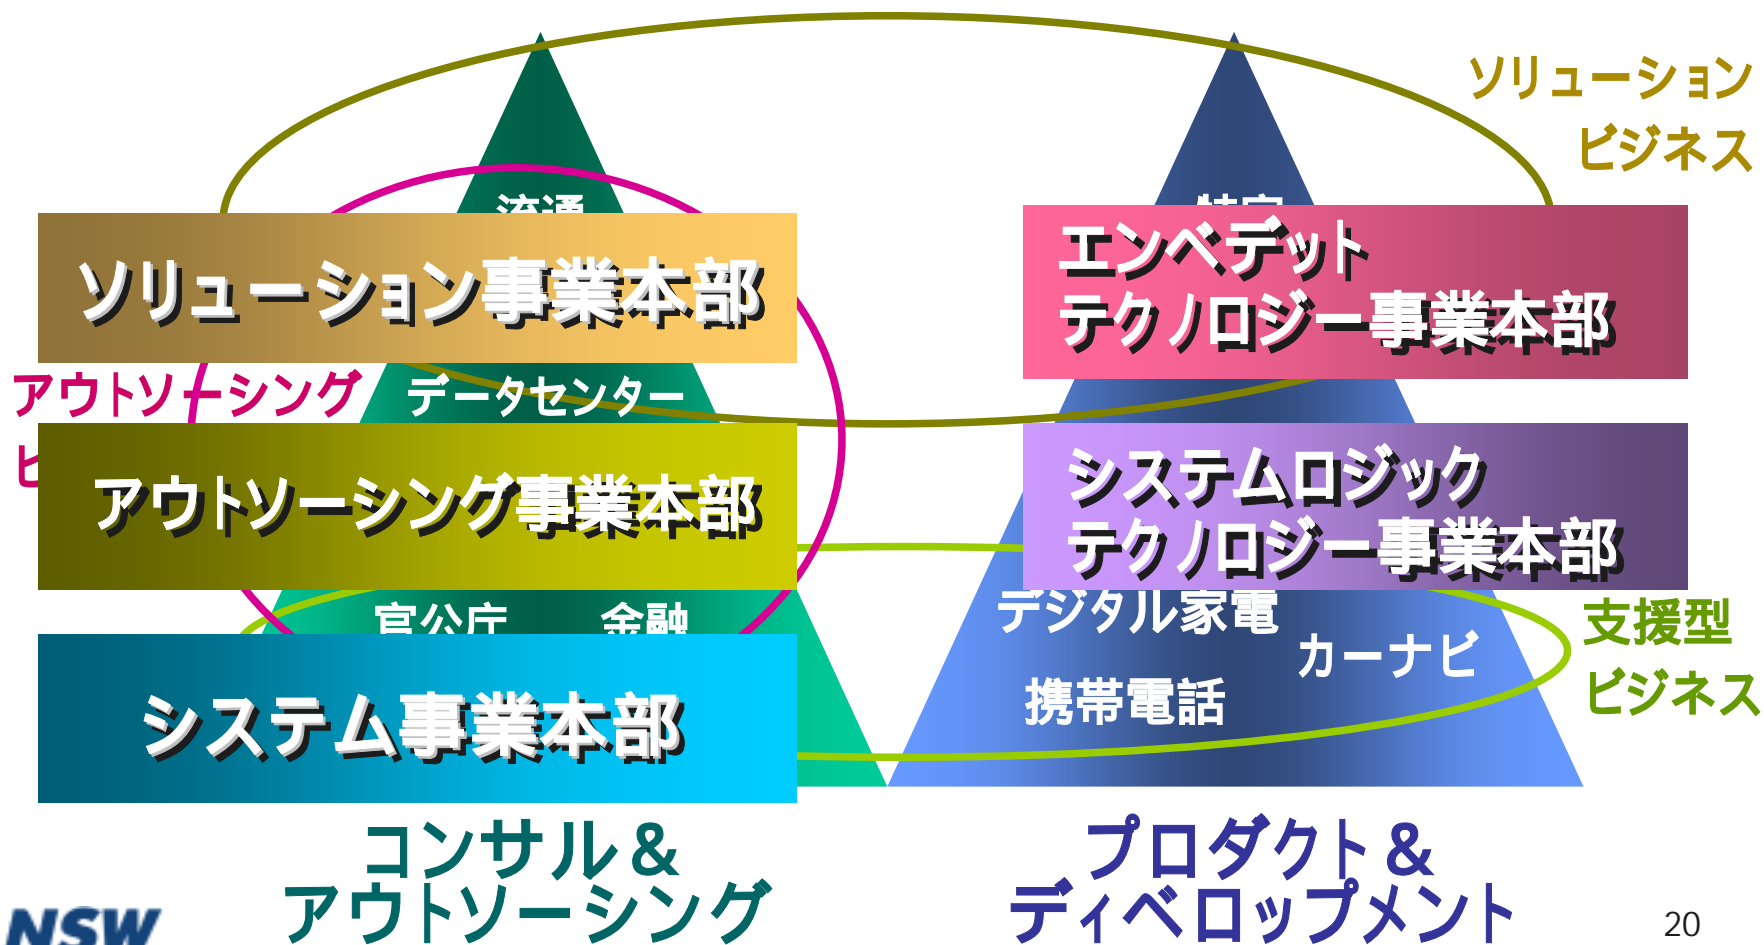 ソリューション
ビジネス
流通
ソリューション事業本部
エンベデット
テクノロジー事業本部
アウトソーシング
データセンター
アウトソーシング事業本部
システムロジック
テクノロジー事業本部
官公庁
金融
デジタル家電
カーナビ
携帯電話
支援型
ビジネス
システム事業本部
コンサル&
アウトソーシング
プロダクト&
ディベロップメント
NSW
20